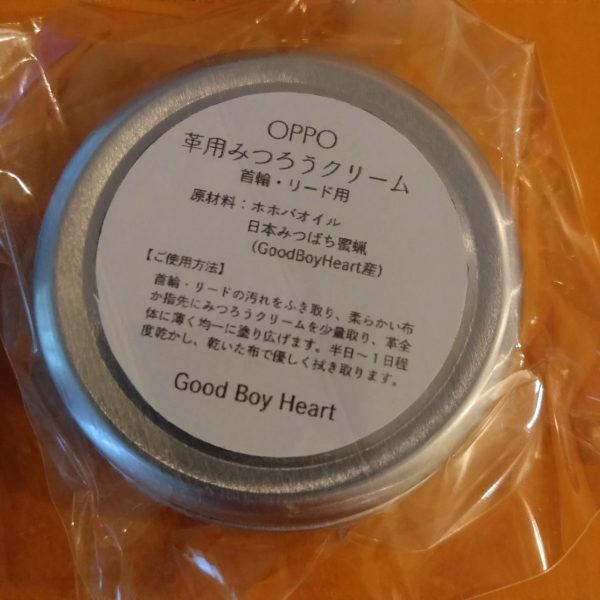 OPPO
革用みつろうクリーム
首輪・リード用
原材料：ホホバオイル
日本みつばち蜜蝋
(GoodBoyHeart産)
【ご使用方法】
首輪・リードの汚れをふき取り、柔らかい布
か指先にみつろうクリームを少量取り、革全
体に薄く均一に塗り広げます。半日～1日程
度乾かし、乾いた布で優しく拭き取ります。
Good Boy Heart